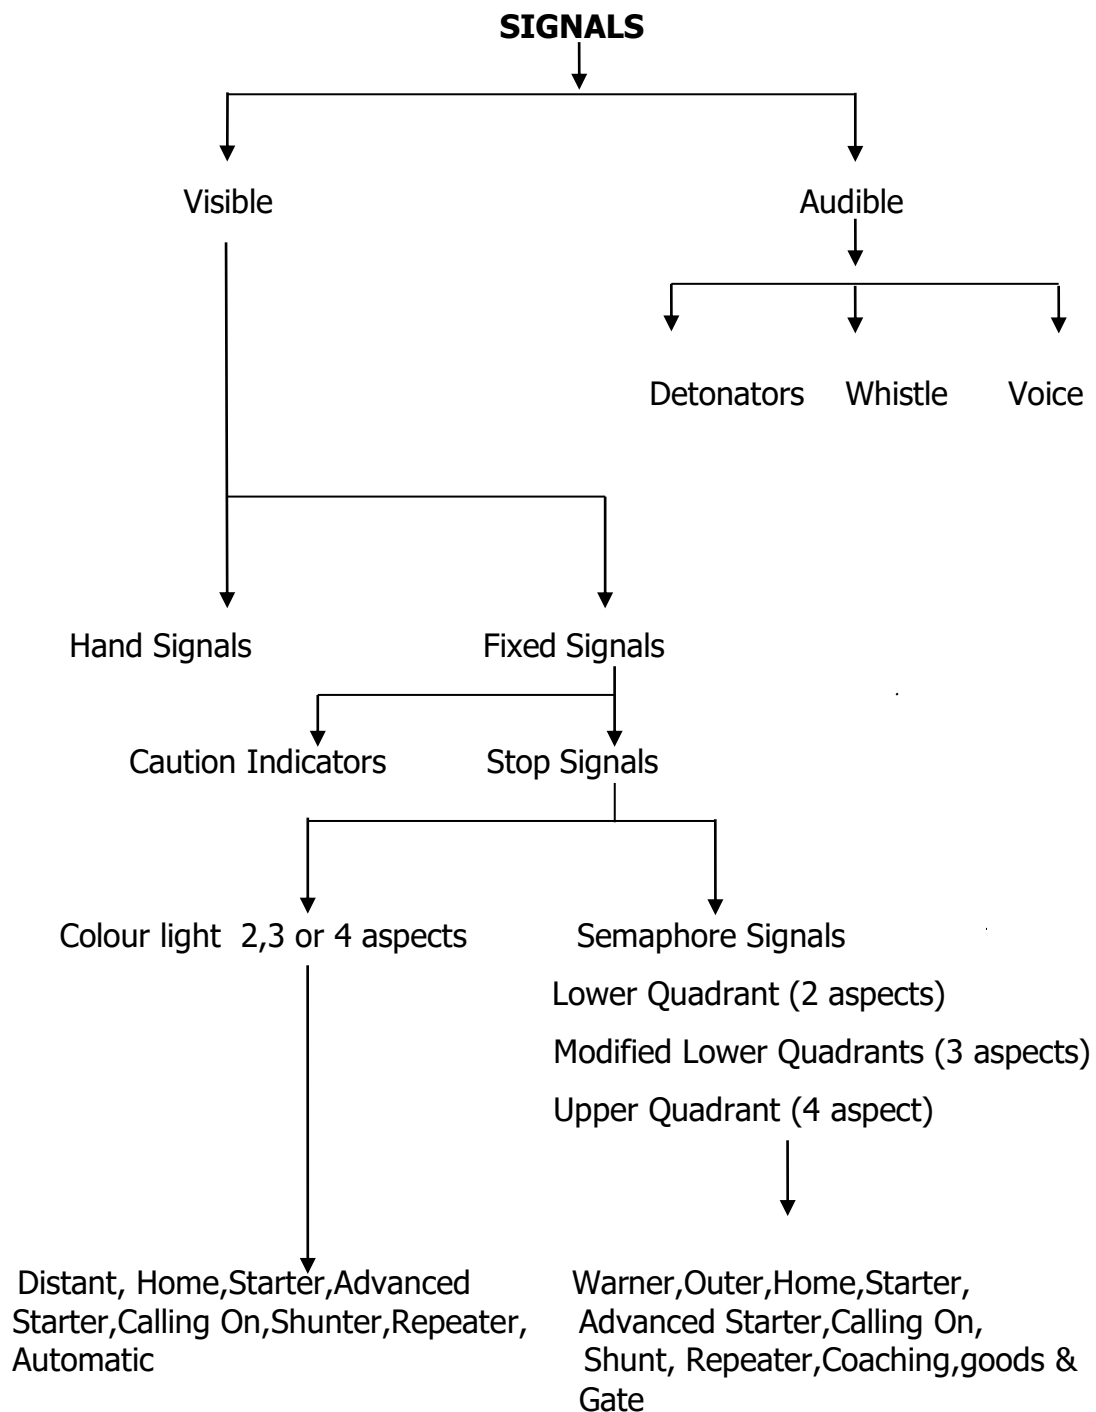 SIGNALS
Visible
Audible
Detonators
Whistle
Voice
Hand Signals
Fixed Signals
Caution Indicators
Stop Signals
Colour light 2,3 or 4 aspects
Semaphore Signals
Lower Quadrant (2 aspects)
Modified Lower Quadrants (3 aspects)
Upper Quadrant (4 aspect)
Distant, Home,Starter,Advanced
Starter,Calling On,Shunter,Repeater,
Automatic
Warner,Outer,Home,Starter,
Advanced Starter,Calling On,
Shunt, Repeater,Coaching,goods &
Gate